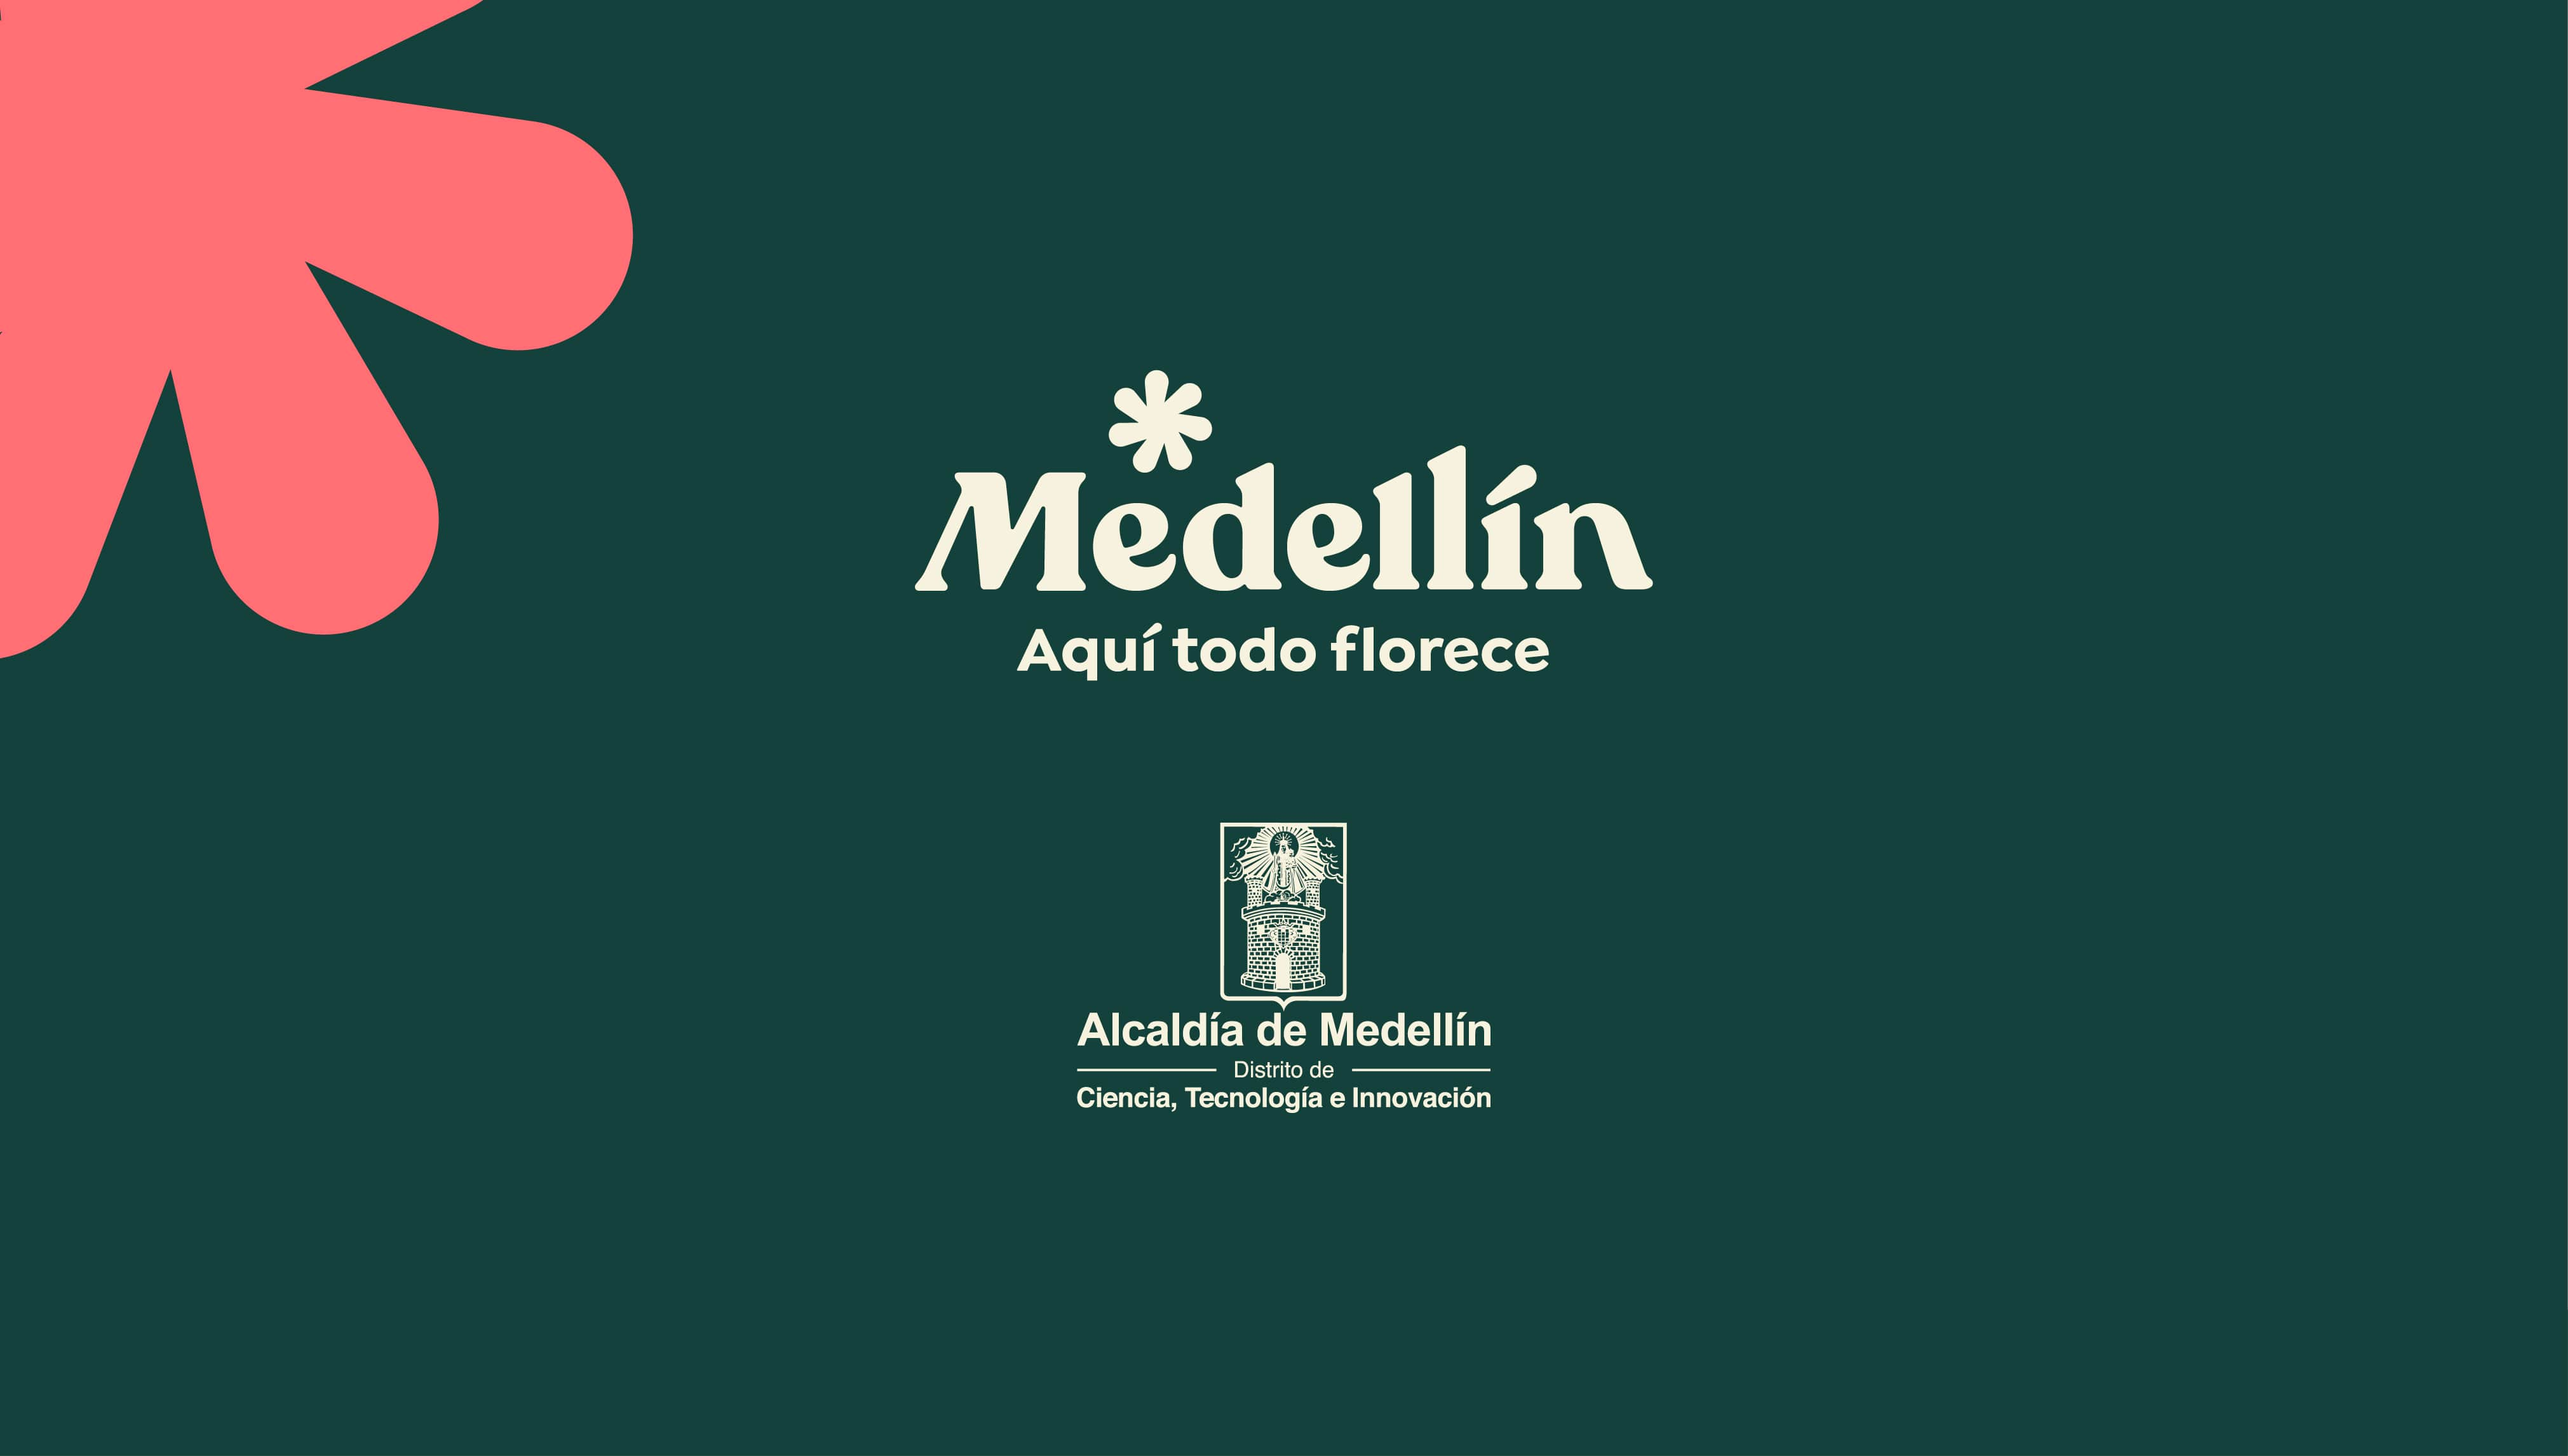 Medellín
Aquí todo florece
Alcaldía de Medellín
Distrito de
Ciencia, Tecnología e Innovación